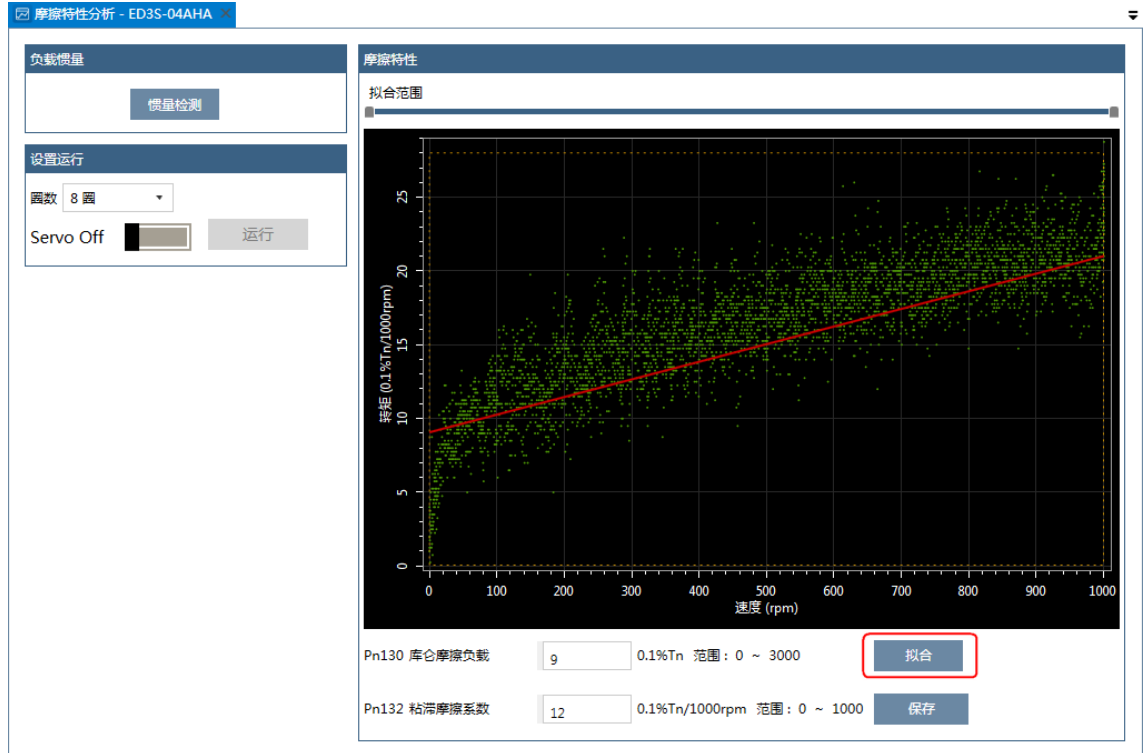 摩擦特性分析 - ED3S-04AHA
负载惯量
惯量检测
设置运行
圈数 8 圈
Servo Off 运行
摩擦特性
拟合范围
转矩 (0.1%Tn/1000rpm)
25
20
15
10
5
0
0 100 200 300 400 500 600 700 800 900 1000
速度 (rpm)
Pn130 库仑摩擦负载 9 0.1%Tn 范围: 0 ~ 3000 拟合
Pn132 粘滞摩擦系数 12 0.1%Tn/1000rpm 范围: 0 ~ 1000 保存